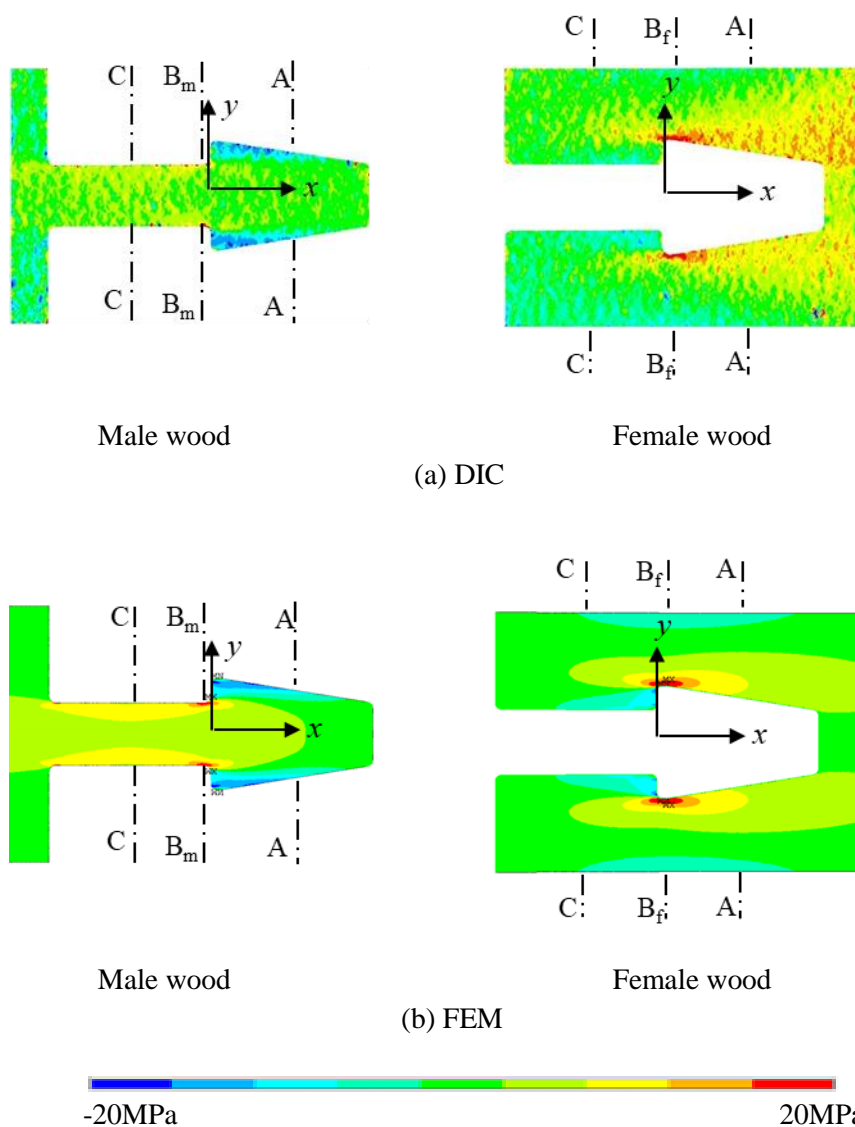 C B_m A
y
x
C B_m A
C B_f A
y
x
C B_f A
Male wood Female wood
(a) DIC
C B_m A
y
x
C B_m A
C B_f A
y
x
C B_f A
Male wood Female wood
(b) FEM
-20MPa 20MPa